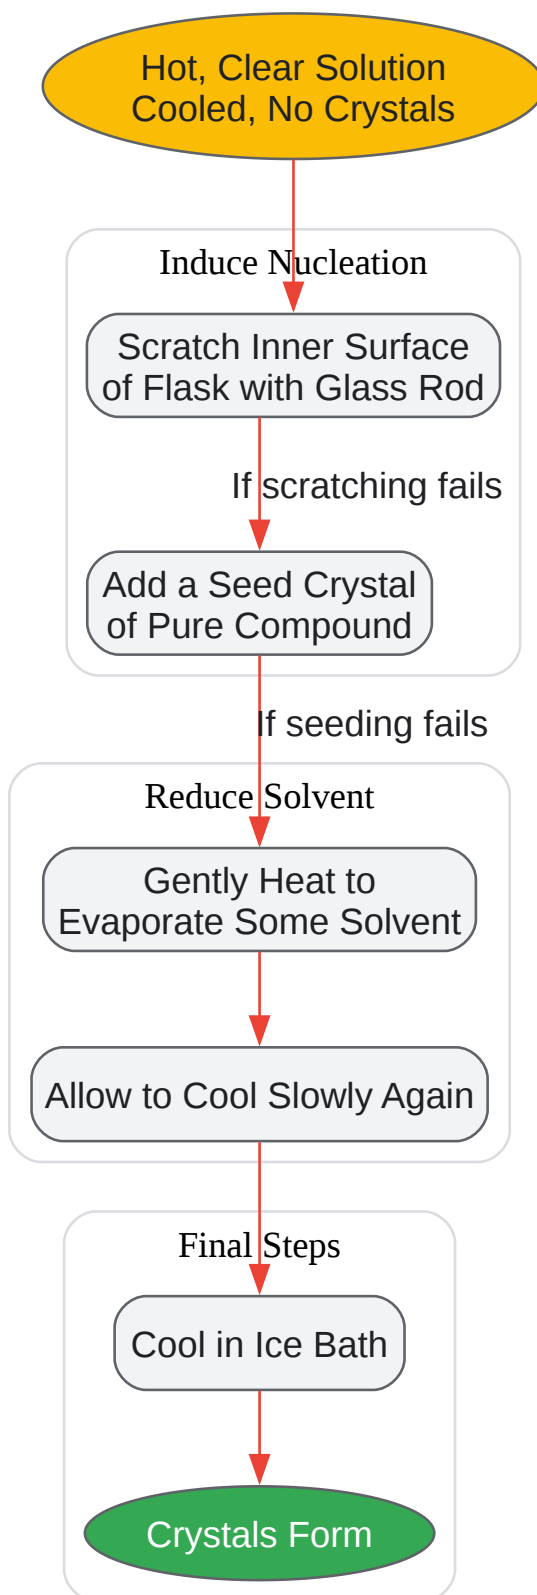 Hot, Clear Solution
Cooled, No Crystals
Induce Nucleation
Scratch Inner Surface
of Flask with Glass Rod
If scratching fails
Add a Seed Crystal
of Pure Compound
If seeding fails
Reduce Solvent
Gently Heat to
Evaporate Some Solvent
Allow to Cool Slowly Again
Final Steps
Cool in Ice Bath
Crystals Form